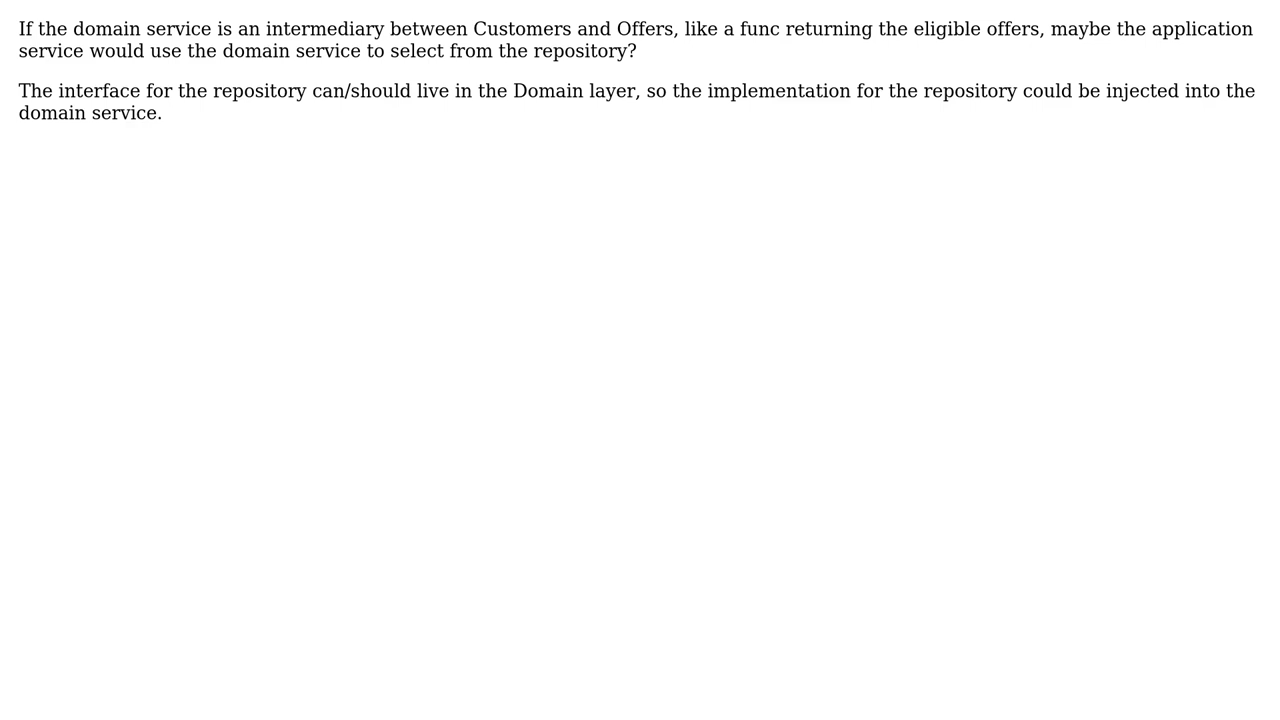 If the domain service is an intermediary between Customers and Offers, like a func returning the eligible offers, maybe the application
service would use the domain service to select from the repository?
The interface for the repository can/should live in the Domain layer, so the implementation for the repository could be injected into the
domain service.